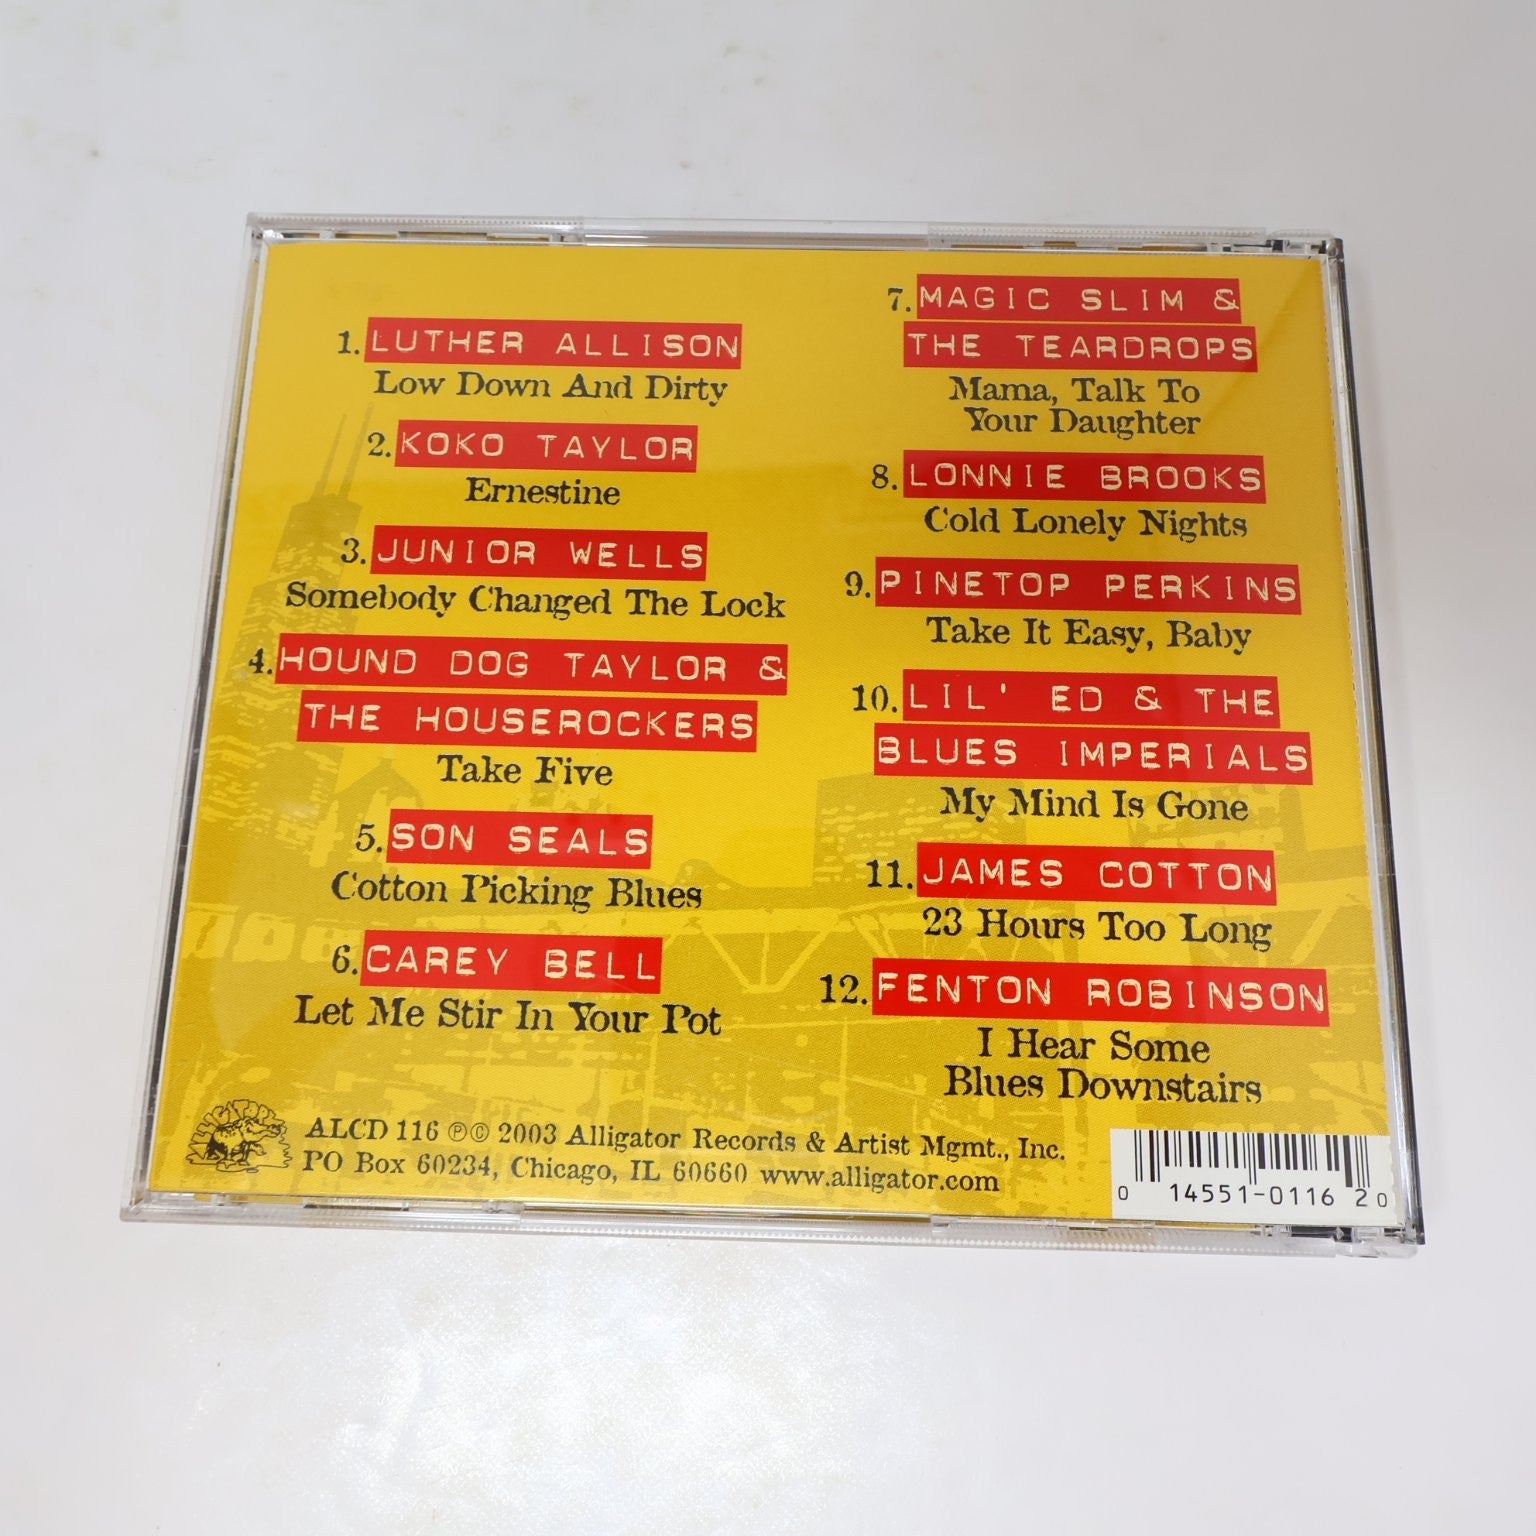 1. LUTHER ALLISON
Low Down And Dirty
2. KOKO TAYLOR
Ernestine
3. JUNIOR WELLS
Somebody Changed The Lock
4. HOUND DOG TAYLOR &
THE HOUSEROCKERS
Take Five
5. SON SEALS
Cotton Picking Blues
6. CAREY BELL
Let Me Stir In Your Pot
7. MAGIC SLIM &
THE TEARDROPS
Mama, Talk To
Your Daughter
8. LONNIE BROOKS
Cold Lonely Nights
9. PINETOP PERKINS
Take It Easy, Baby
10. LIL' ED & THE
BLUES IMPERIALS
My Mind Is Gone
11. JAMES COTTON
23 Hours Too Long
12. FENTON ROBINSON
I Hear Some
Blues Downstairs
ALLIGATOR
ALCD 116 ℗© 2003 Alligator Records & Artist Mgmt., Inc.
PO Box 60234, Chicago, IL 60660 www.alligator.com
0 14551-0116 2 0